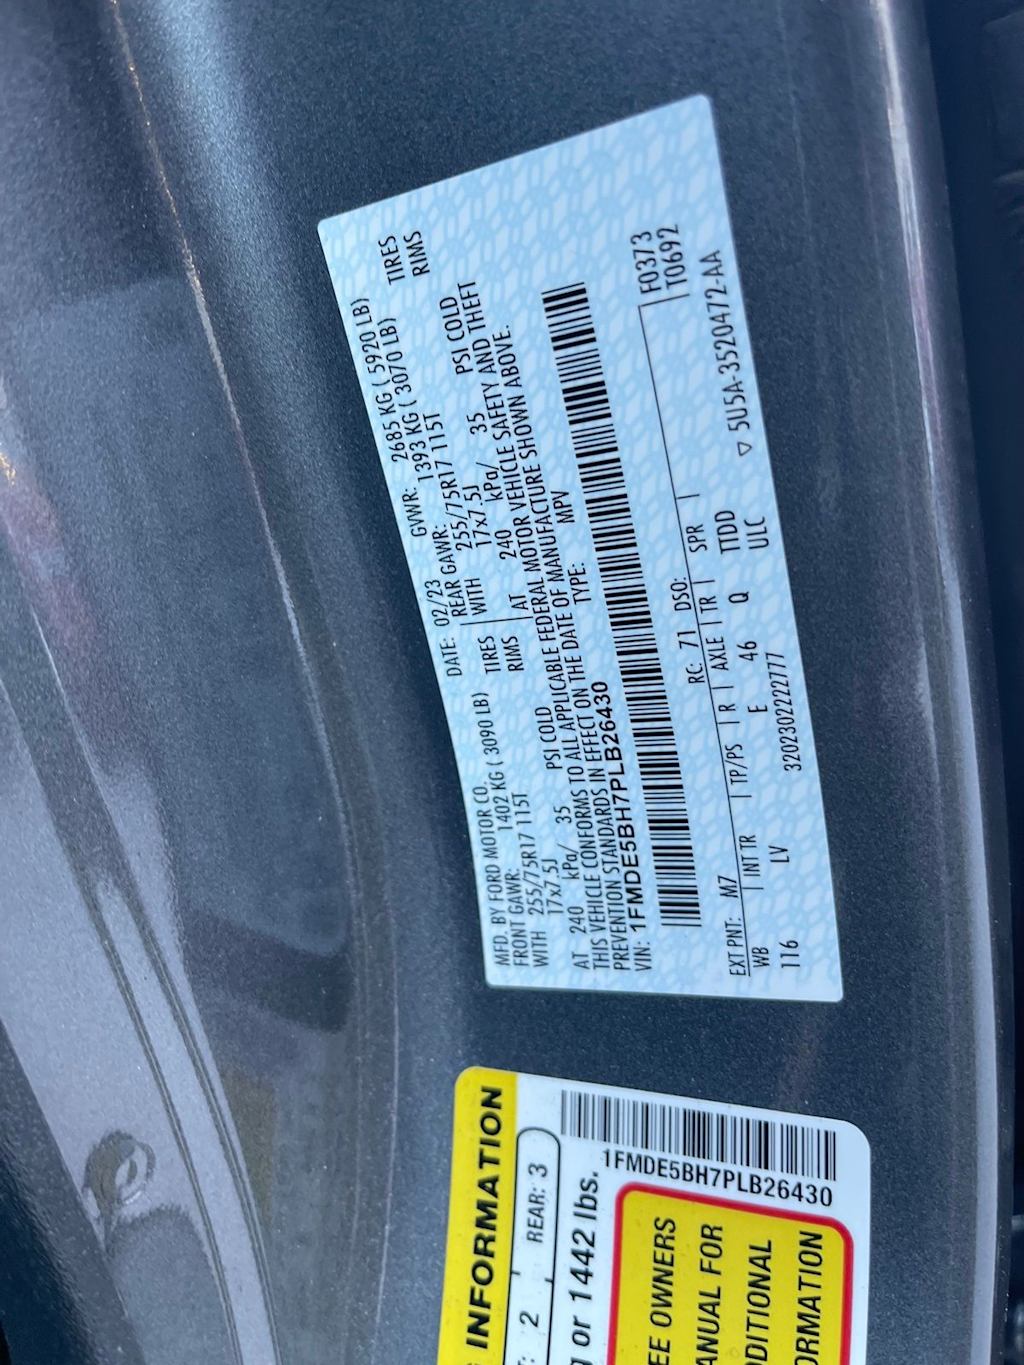 MFD. BY FORD MOTOR CO.
DATE: 02/23 GVWR: 2685 KG ( 5920 LB)
FRONT GAWR: 1402 KG ( 3090 LB) REAR GAWR: 1393 KG ( 3070 LB)
WITH 255/75R17 115T TIRES WITH 255/75R17 115T TIRES
17x7.5J RIMS 17x7.5J RIMS
AT 240 kPa/ 35 PSI COLD AT 240 kPa/ 35 PSI COLD
THIS VEHICLE CONFORMS TO ALL APPLICABLE FEDERAL MOTOR VEHICLE SAFETY AND THEFT
PREVENTION STANDARDS IN EFFECT ON THE DATE OF MANUFACTURE SHOWN ABOVE.
VIN: 1FMDE5BH7PLB26430 TYPE: MPV
F0373
T0692
EXT PNT: M7 RC: 71 DSO:
WB INT TR TP/PS R AXLE TR SPR
116 LV E 46 Q TTDD
ULC
▽ 5U5A-3520472-AA
3202302222777
INFORMATION
2 REAR: 3
or 1442 lbs.
1FMDE5BH7PLB26430
EE OWNERS
ANUAL FOR
DDITIONAL
ORMATION